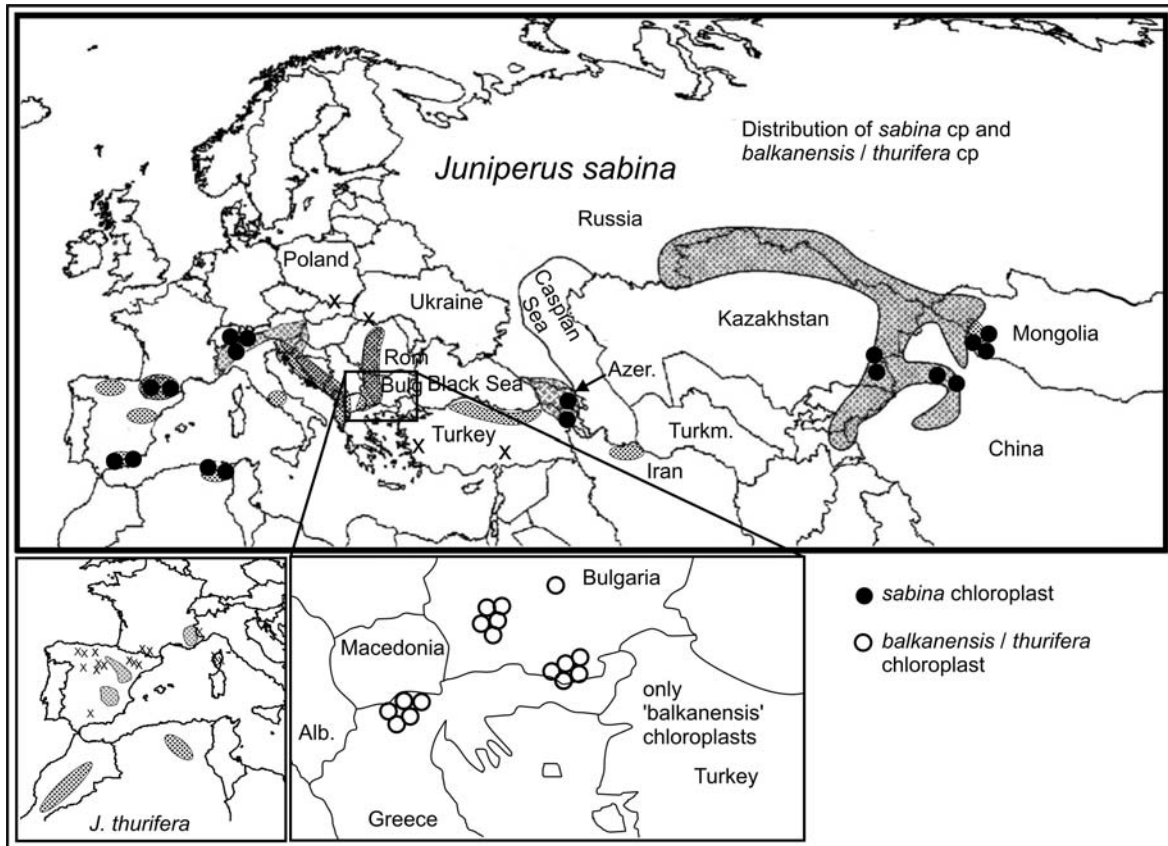 Distribution of sabina cp and
balkanensis / thurifera cp
Juniperus sabina
Russia
Poland
Ukraine
Caspian
Sea
Kazakhstan
Mongolia
Rom
Azer.
Bulg Black Sea
Turkey
Turkm.
China
Iran
X
X
X
X
Bulgaria
sabina chloroplast
Macedonia
balkanensis / thurifera
chloroplast
only
'balkanensis'
chloroplasts
Alb.
Turkey
Greece
J. thurifera